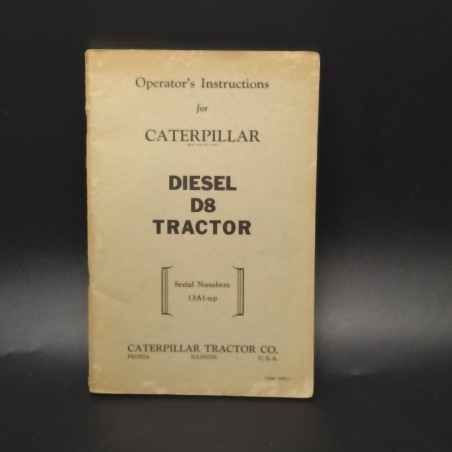 Operator's Instructions
for
CATERPILLAR
DIESEL
D8
TRACTOR
Serial Numbers
13A1-up
CATERPILLAR TRACTOR CO.
PEORIA ILLINOIS U.S.A.